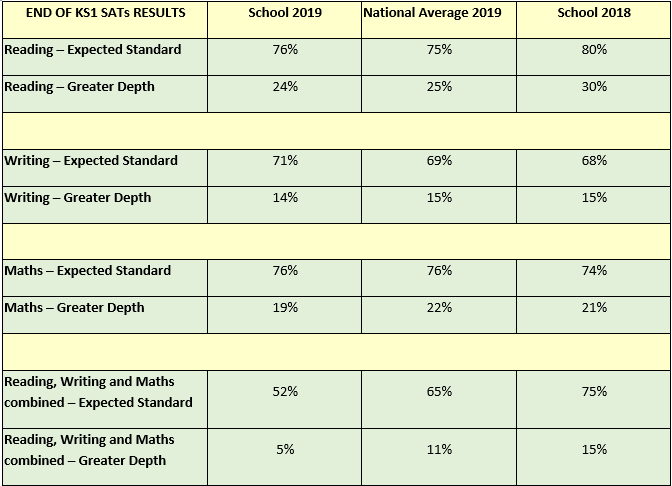 END OF KS1 SATs RESULTS School 2019 National Average 2019 School 2018
Reading – Expected Standard 76% 75% 80%
Reading – Greater Depth 24% 25% 30%
Writing – Expected Standard 71% 69% 68%
Writing – Greater Depth 14% 15% 15%
Maths – Expected Standard 76% 76% 74%
Maths – Greater Depth 19% 22% 21%
Reading, Writing and Maths
combined – Expected Standard 52% 65% 75%
Reading, Writing and Maths
combined – Greater Depth 5% 11% 15%